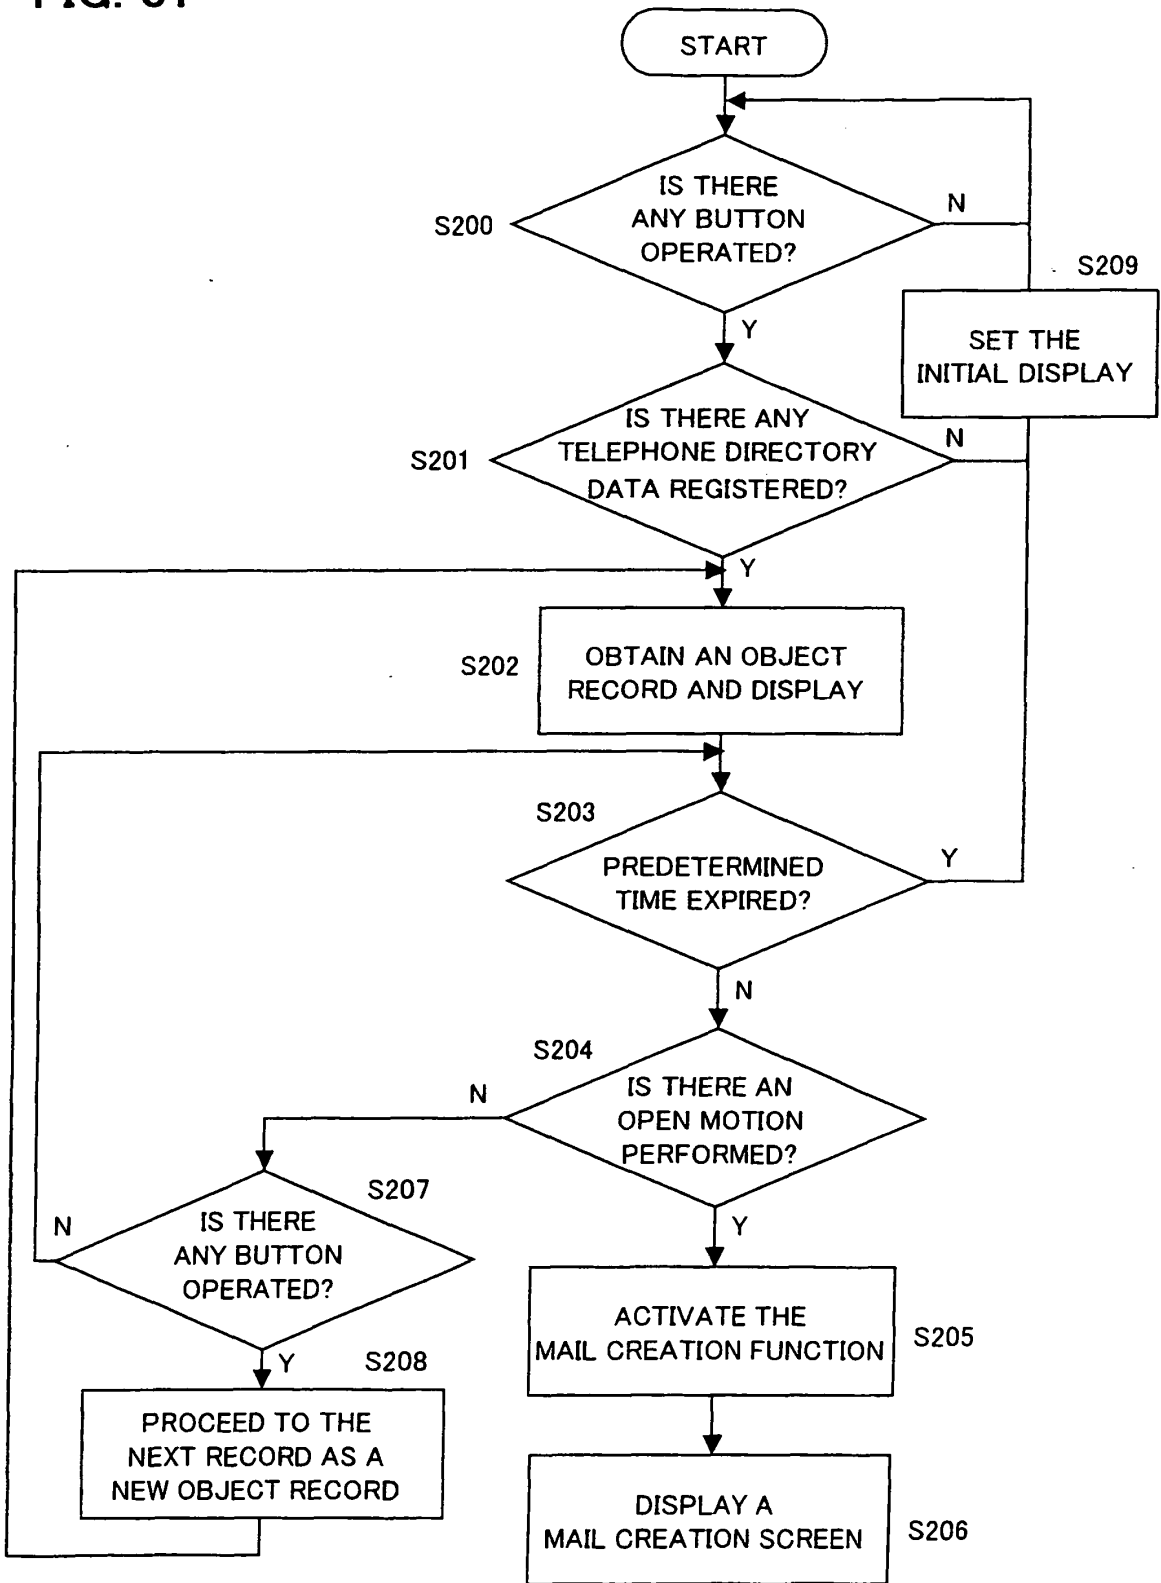 START
IS THERE
ANY BUTTON
OPERATED?
S200
N
Y
S209
SET THE
INITIAL DISPLAY
IS THERE ANY
TELEPHONE DIRECTORY
DATA REGISTERED?
S201
N
Y
S202
OBTAIN AN OBJECT
RECORD AND DISPLAY
S203
PREDETERMINED
TIME EXPIRED?
Y
N
S204
IS THERE AN
OPEN MOTION
PERFORMED?
N
Y
S207
IS THERE
ANY BUTTON
OPERATED?
N
Y
S208
PROCEED TO THE
NEXT RECORD AS A
NEW OBJECT RECORD
ACTIVATE THE
MAIL CREATION FUNCTION
S205
DISPLAY A
MAIL CREATION SCREEN
S206